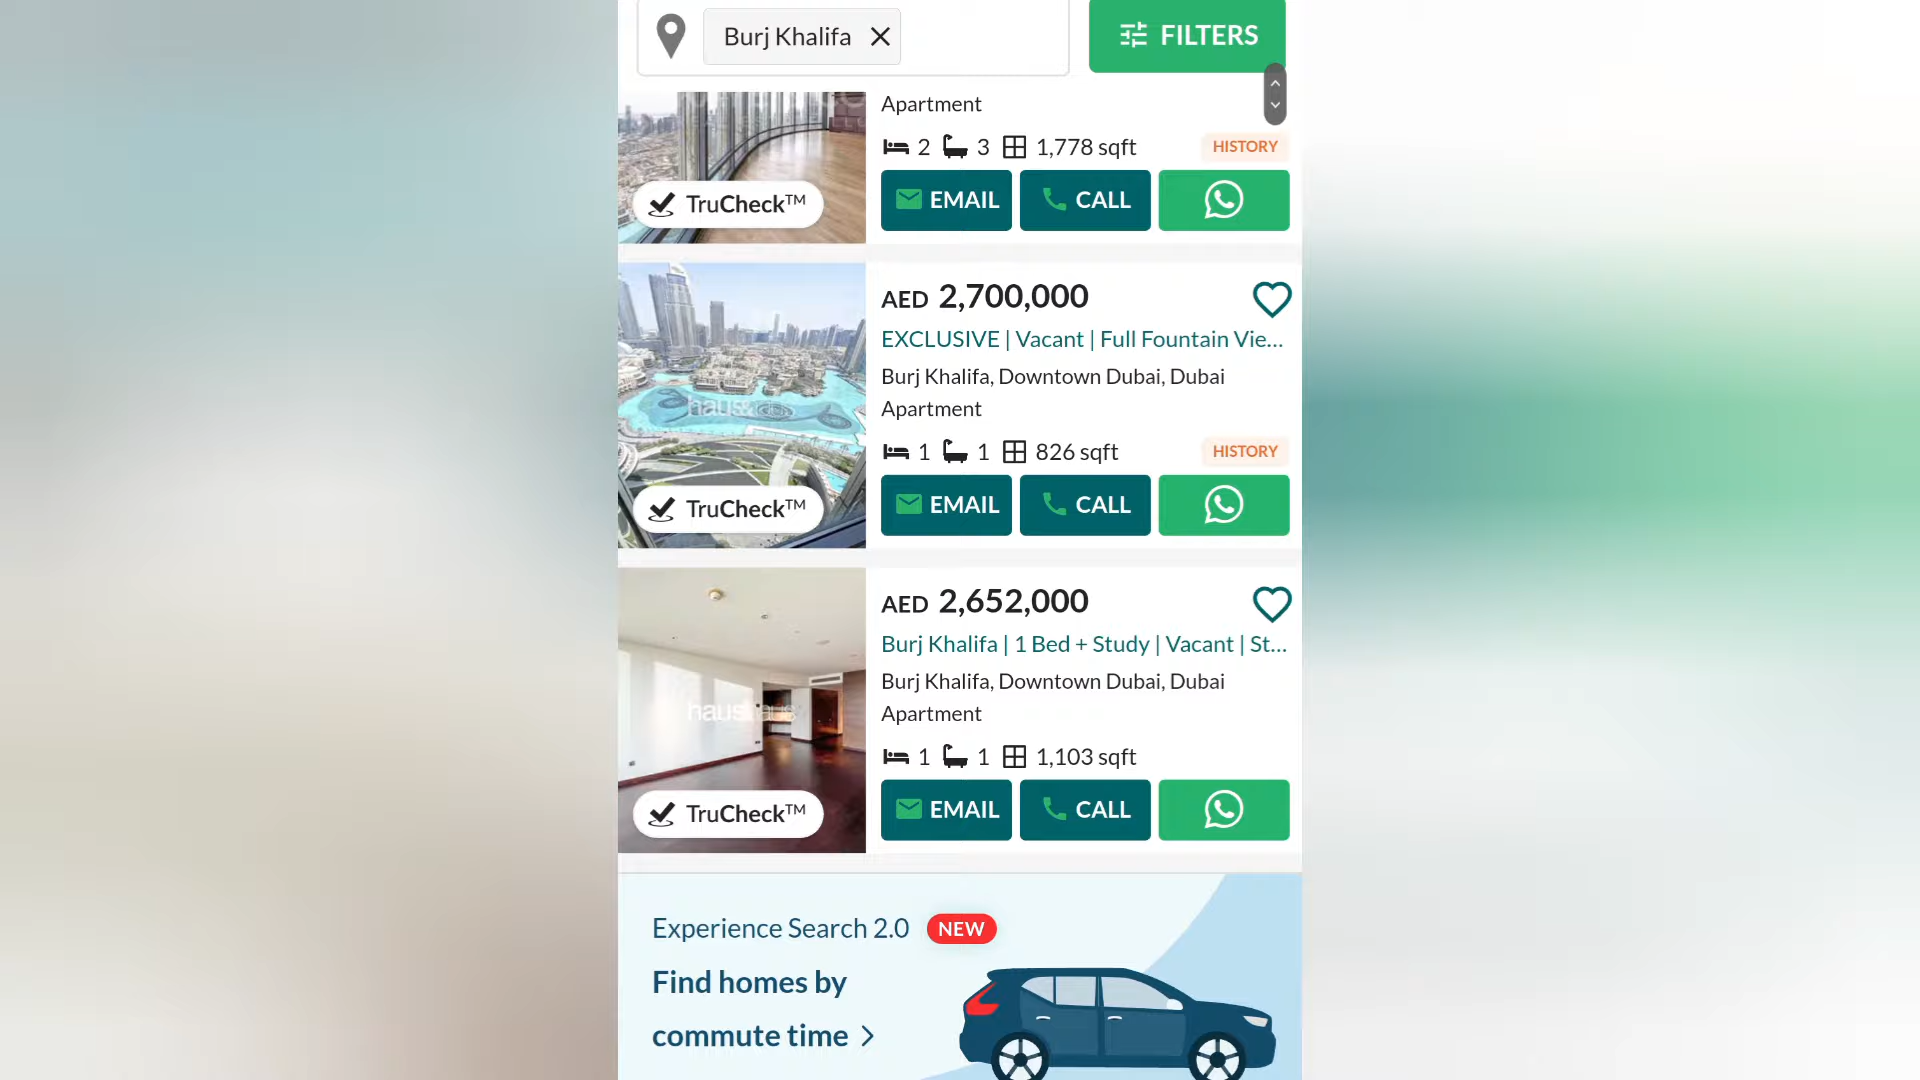 Burj Khalifa
FILTERS
Apartment
2 3 1,778 sqft
HISTORY
TruCheck™
EMAIL
CALL
AED 2,700,000
EXCLUSIVE | Vacant | Full Fountain Vie...
Burj Khalifa, Downtown Dubai, Dubai
Apartment
1 1 826 sqft
HISTORY
TruCheck™
EMAIL
CALL
AED 2,652,000
Burj Khalifa | 1 Bed + Study | Vacant | St...
Burj Khalifa, Downtown Dubai, Dubai
Apartment
haus haus
1 1 1,103 sqft
TruCheck™
EMAIL
CALL
Experience Search 2.0 NEW
Find homes by
commute time >